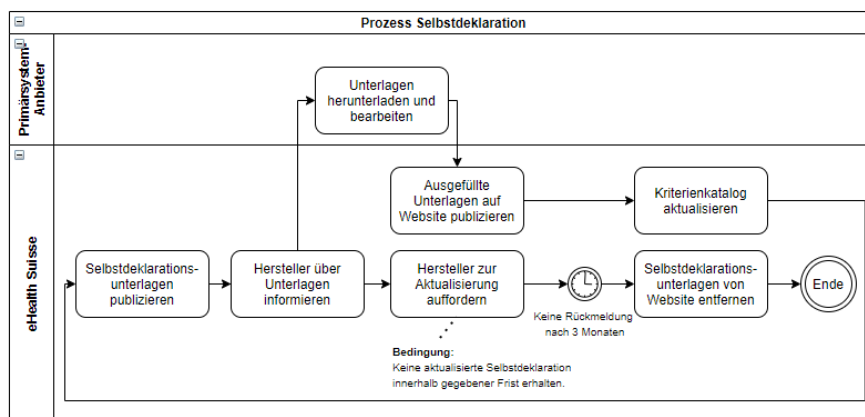 Prozess Selbstdeklaration
Primärsystem-
Anbieter
Unterlagen
herunterladen und
bearbeiten
eHealth Suisse
Ausgefüllte
Unterlagen auf
Website publizieren
Kriterienkatalog
aktualisieren
Selbstdeklarations-
unterlagen
publizieren
Hersteller über
Unterlagen
informieren
Hersteller zur
Aktualisierung
auffordern
Keine Rückmeldung
nach 3 Monaten
Selbstdeklarations-
unterlagen von
Website entfernen
Ende
Bedingung:
Keine aktualisierte Selbstdeklaration
innerhalb gegebener Frist erhalten.